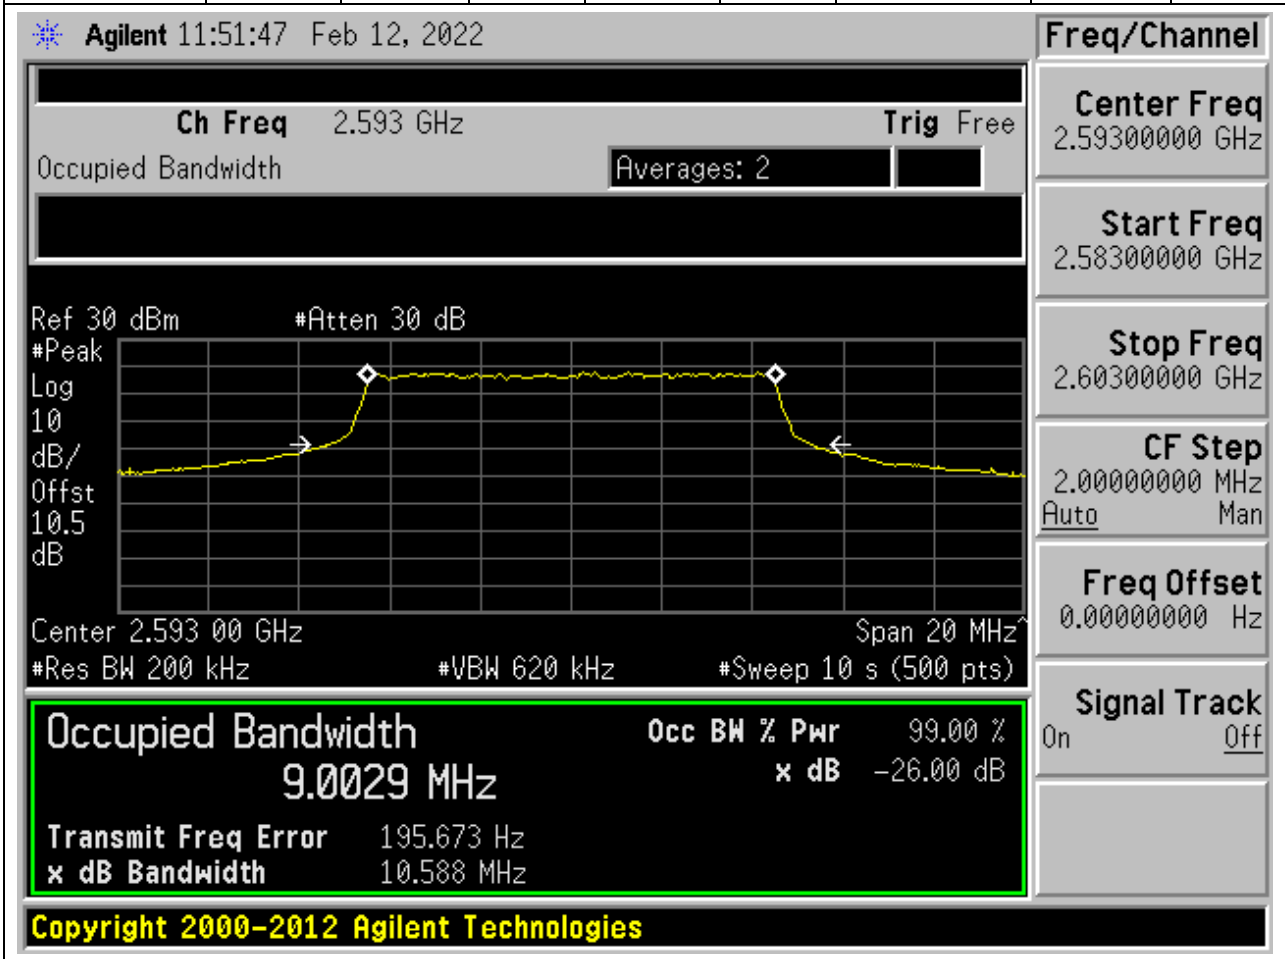 Agilent 11:51:47 Feb 12, 2022
Freq/Channel
Ch Freq 2.593 GHz Trig Free
Occupied Bandwidth Averages: 2
Center Freq
2.59300000 GHz
Start Freq
2.58300000 GHz
Stop Freq
2.60300000 GHz
CF Step
2.00000000 MHz
Auto Man
Freq Offset
0.00000000 Hz
Signal Track
On Off
Ref 30 dBm #Atten 30 dB
#Peak
Log
10
dB/
Offst
10.5
dB
Center 2.593 00 GHz Span 20 MHz^
#Res BW 200 kHz #VBW 620 kHz #Sweep 10 s (500 pts)
Occupied Bandwidth Occ BW % Pwr 99.00 %
9.0029 MHz x dB -26.00 dB
Transmit Freq Error 195.673 Hz
x dB Bandwidth 10.588 MHz
Copyright 2000-2012 Agilent Technologies